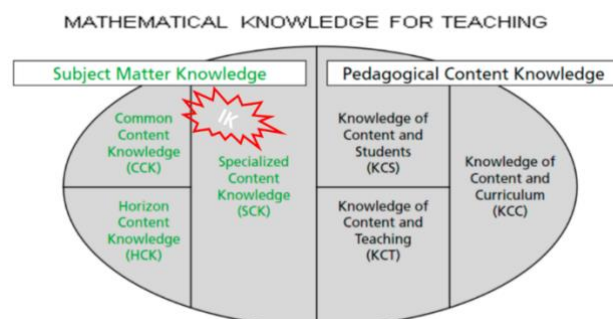 MATHEMATICAL KNOWLEDGE FOR TEACHING
Subject Matter Knowledge
Pedagogical Content Knowledge
IK
Common
Content
Knowledge
(CCK)
Horizon
Content
Knowledge
(HCK)
Specialized
Content
Knowledge
(SCK)
Knowledge of
Content and
Students
(KCS)
Knowledge of
Content and
Teaching
(KCT)
Knowledge of
Content and
Curriculum
(KCC)